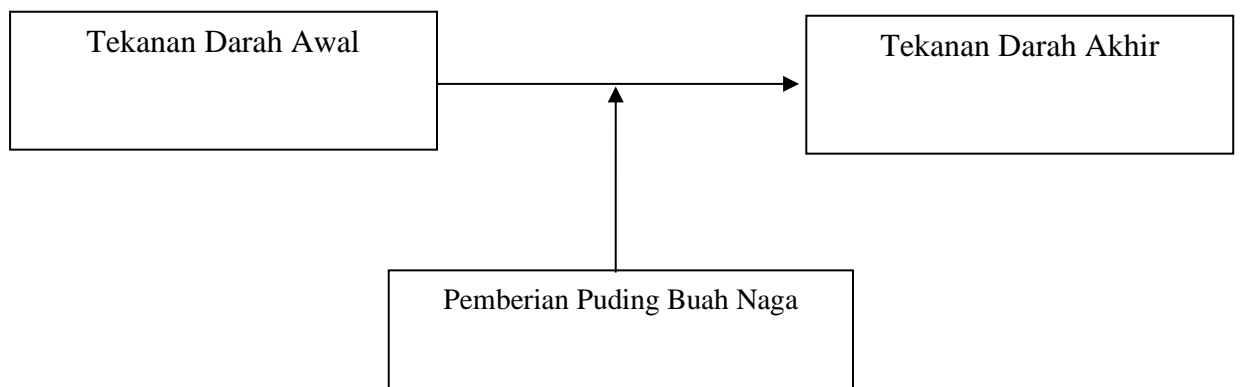 Tekanan Darah Awal
Tekanan Darah Akhir
Pemberian Puding Buah Naga